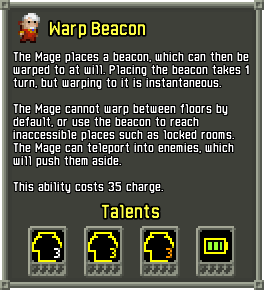 Warp Beacon
The Mage places a beacon, which can then be
warped to at will. Placing the beacon takes 1
turn, but warping to it is instantaneous.
The Mage cannot warp between floors by
default, or use the beacon to reach
inaccessible places such as locked rooms.
The Mage can teleport into enemies, which
will push them aside.
This ability costs 35 charge.
Talents
3 3 3